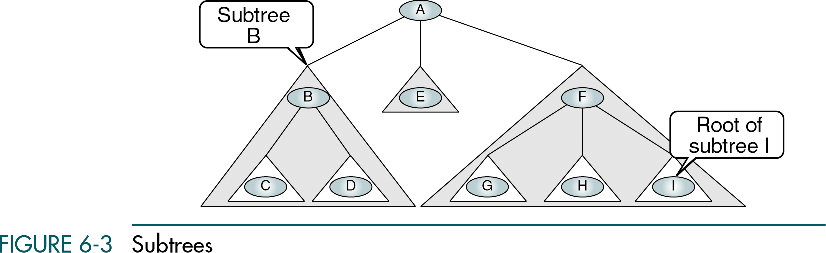 A
Subtree
B
B
E
F
Root of
subtree I
C
D
G
H
I
FIGURE 6-3 Subtrees